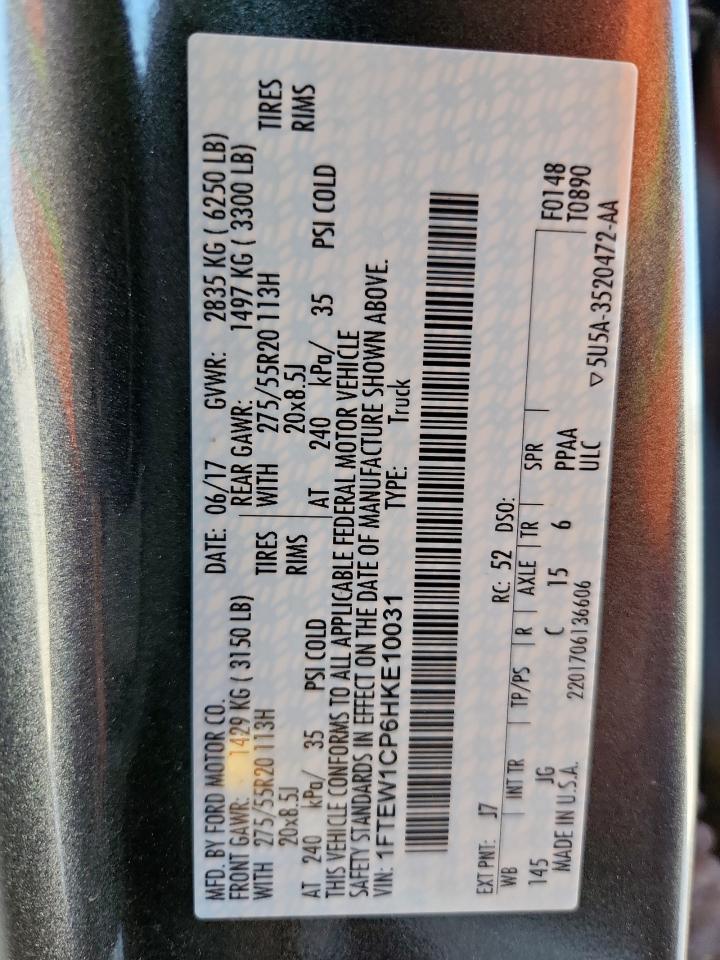 MFD. BY FORD MOTOR CO. DATE: 06/17 GVWR: 2835 KG ( 6250 LB)
FRONT GAWR: 1429 KG ( 3150 LB) REAR GAWR: 1497 KG ( 3300 LB)
WITH 275/55R20 113H TIRES WITH 275/55R20 113H TIRES
20x8.5J RIMS 20x8.5J RIMS
AT 240 kPa/ 35 PSI COLD AT 240 kPa/ 35 PSI COLD
THIS VEHICLE CONFORMS TO ALL APPLICABLE FEDERAL MOTOR VEHICLE
SAFETY STANDARDS IN EFFECT ON THE DATE OF MANUFACTURE SHOWN ABOVE.
VIN: 1FTEW1CP6HKE10031 TYPE: Truck
EXT PNT: J7 RC: 52 DSO:
WB INT TR TP/PS R AXLE TR SPR F0148
145 JG C 15 6 PPAA T0890
MADE IN U.S.A. 2201706136606 ULC ▽ 5U5A-3520472-AA